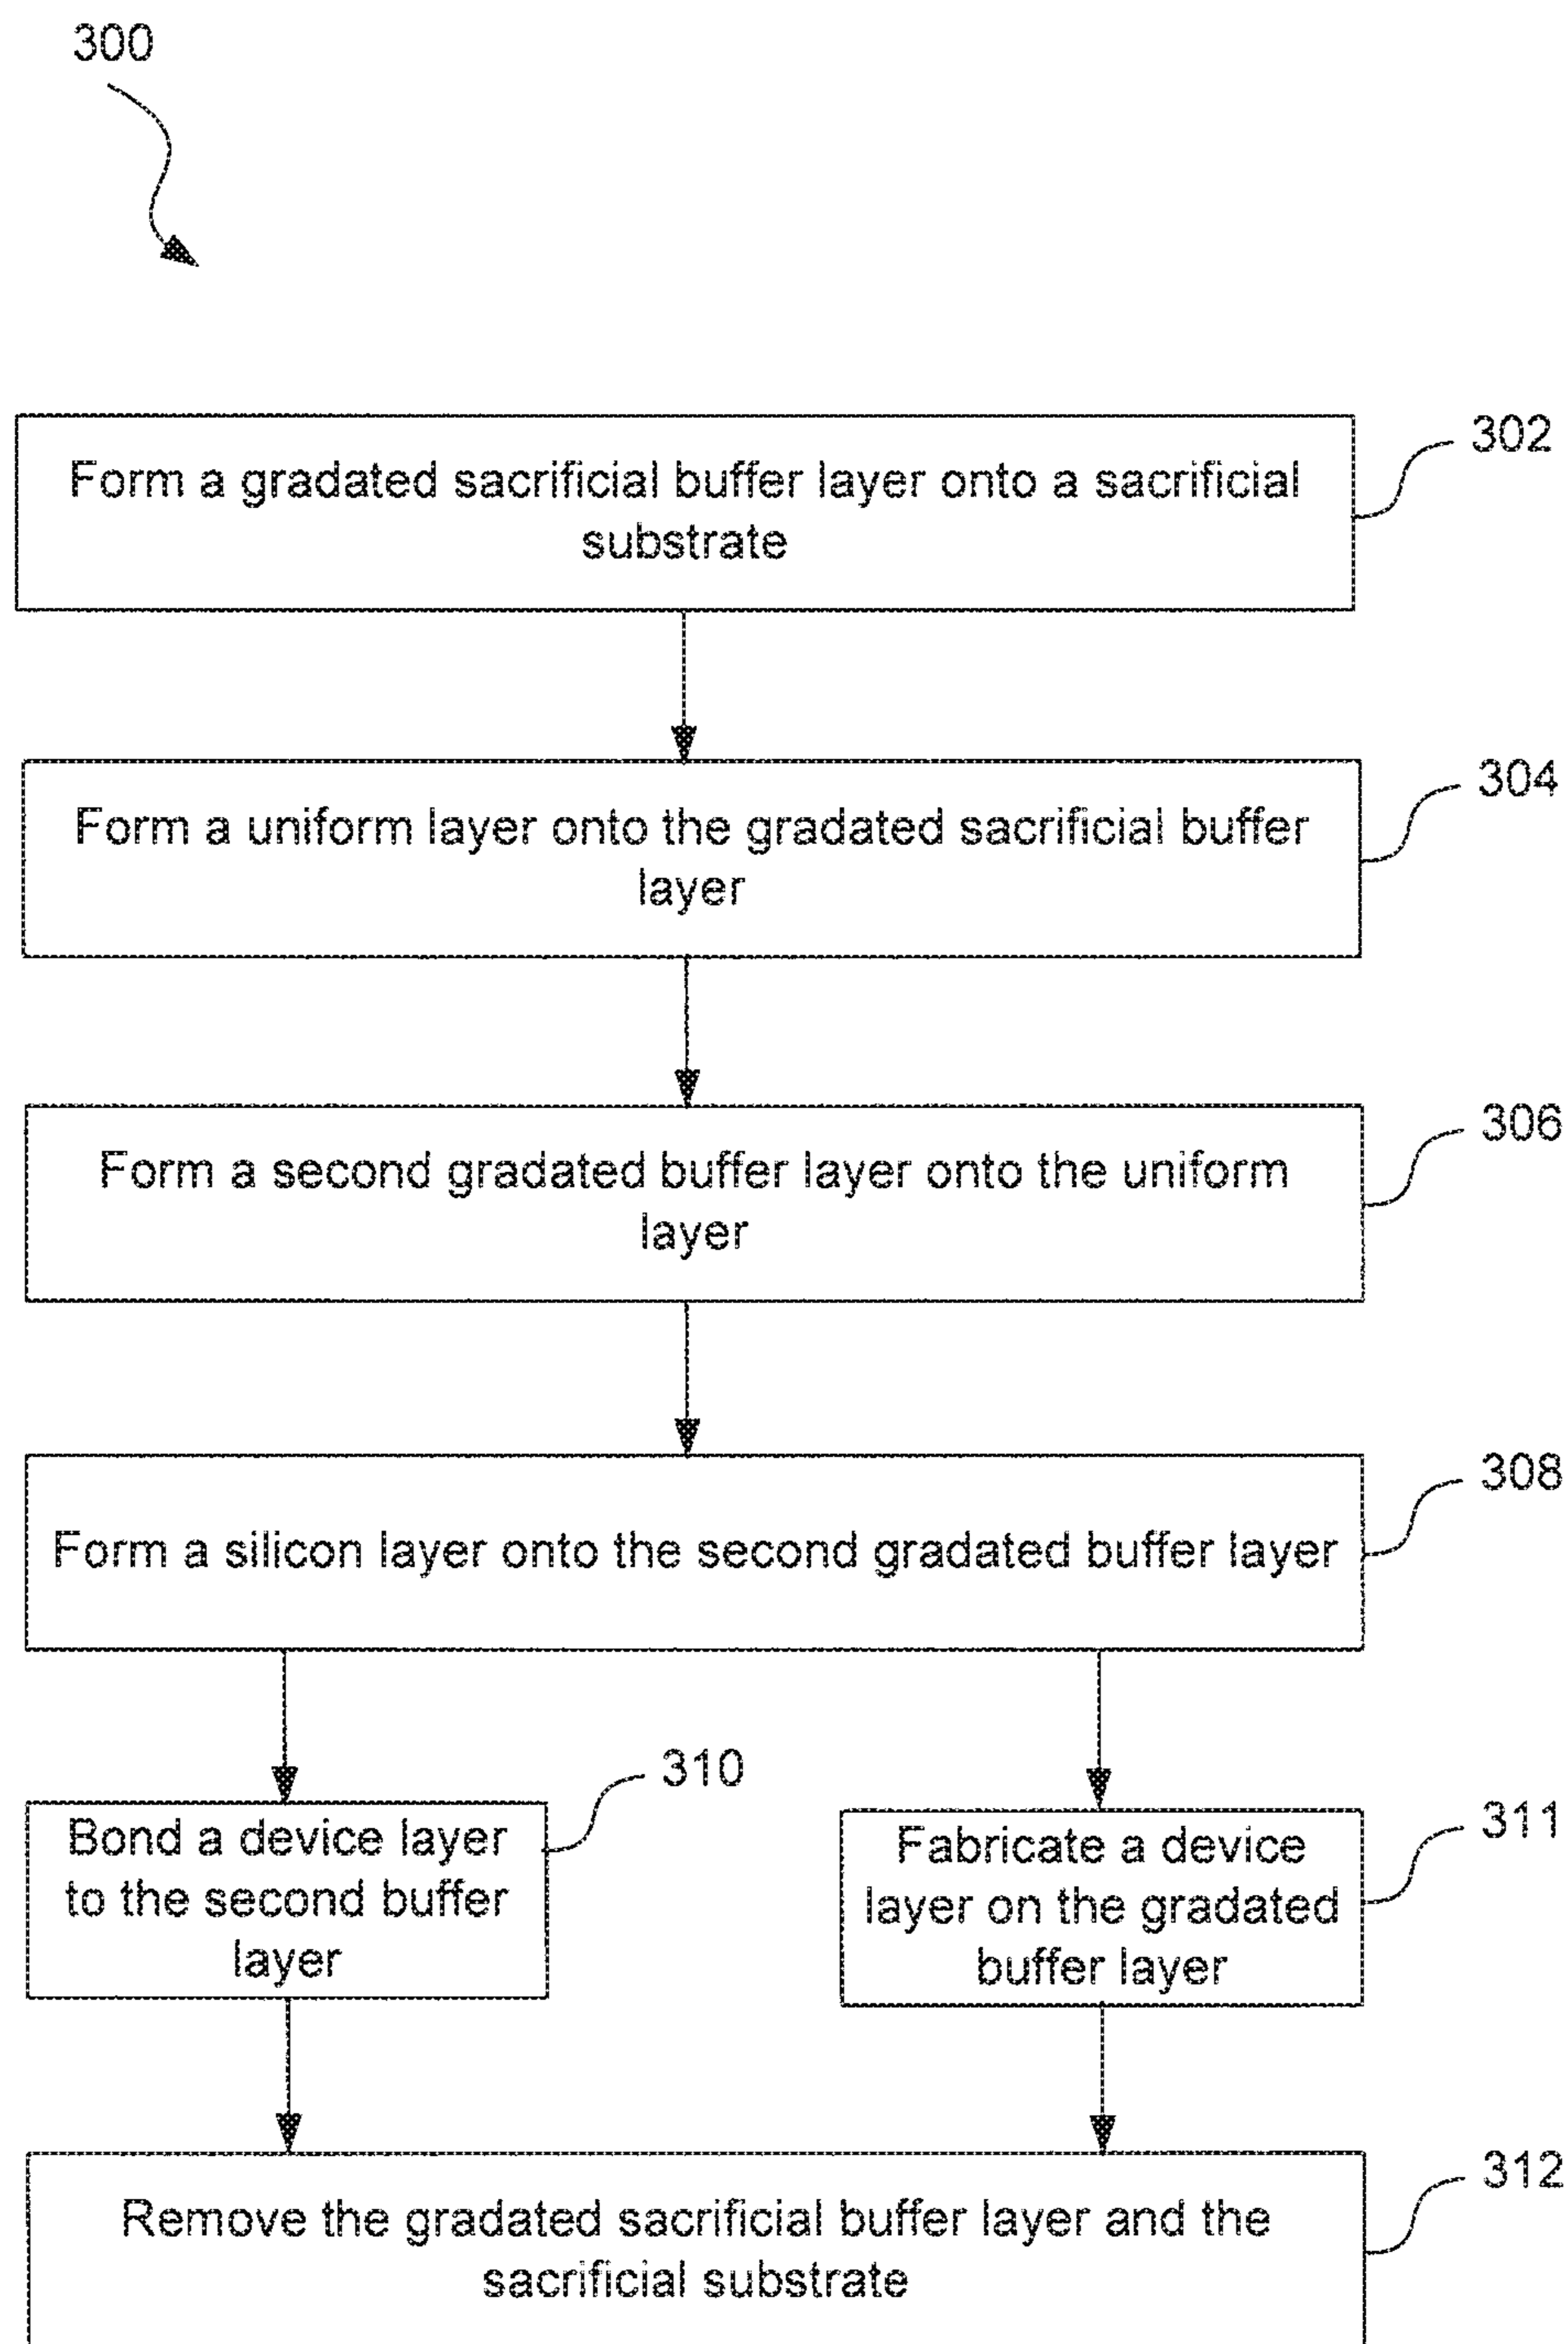 300
302
Form a gradated sacrificial buffer layer onto a sacrificial
substrate
304
Form a uniform layer onto the gradated sacrificial buffer
layer
306
Form a second gradated buffer layer onto the uniform
layer
308
Form a silicon layer onto the second gradated buffer layer
310
Bond a device layer
to the second buffer
layer
311
Fabricate a device
layer on the gradated
buffer layer
312
Remove the gradated sacrificial buffer layer and the
sacrificial substrate